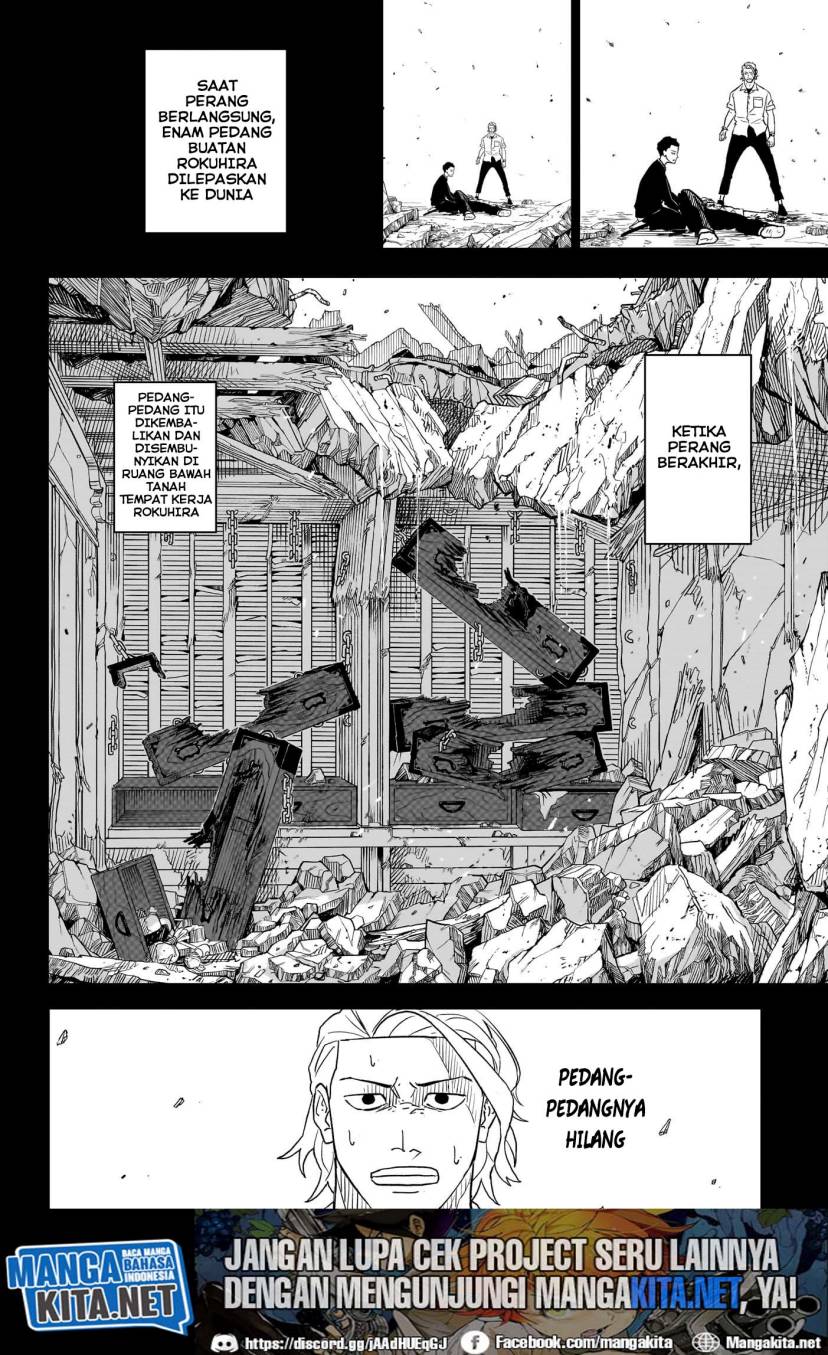 SAAT
PERANG
BERLANGSUNG,
ENAM PEDANG
BUATAN
ROKUHIRA
DILEPASKAN
KE DUNIA
KETIKA
PERANG
BERAKHIR,
PEDANG-
PEDANG ITU
DIKEMBA-
LIKAN DAN
DISEMBU-
NYIKAN DI
RUANG BAWAH
TANAH
TEMPAT KERJA
ROKUHIRA
PEDANG-
PEDANGNYA
HILANG
MANGA
KITA.NET
BACA MANGA
BAHASA
INDONESIA
JANGAN LUPA CEK PROJECT SERU LAINNYA
DENGAN MENGUNJUNGI MANGAKITA.NET, YA!
https://discord.gg/jAAdHUEqGJ
Facebook.com/mangakita
Mangakita.net